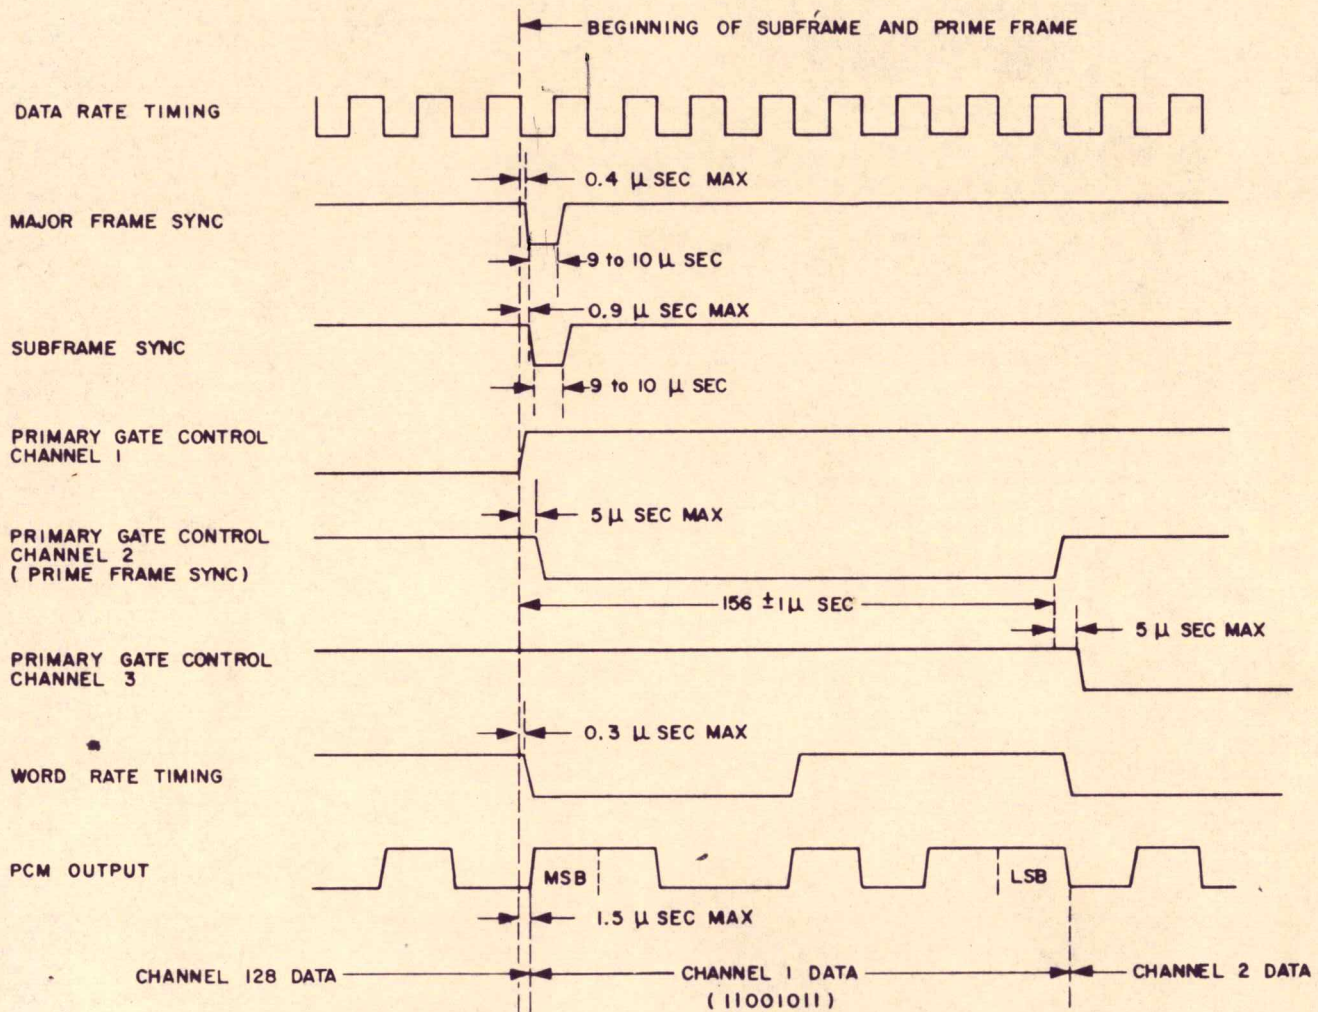 BEGINNING OF SUBFRAME AND PRIME FRAME
DATA RATE TIMING
0.4 μ SEC MAX
MAJOR FRAME SYNC
9 to 10 μ SEC
0.9 μ SEC MAX
SUBFRAME SYNC
9 to 10 μ SEC
PRIMARY GATE CONTROL
CHANNEL 1
5 μ SEC MAX
PRIMARY GATE CONTROL
CHANNEL 2
( PRIME FRAME SYNC)
156 ±1μ SEC
5 μ SEC MAX
PRIMARY GATE CONTROL
CHANNEL 3
0.3 μ SEC MAX
WORD RATE TIMING
PCM OUTPUT
MSB
LSB
1.5 μ SEC MAX
CHANNEL 128 DATA
CHANNEL 1 DATA
CHANNEL 2 DATA
(11001011)